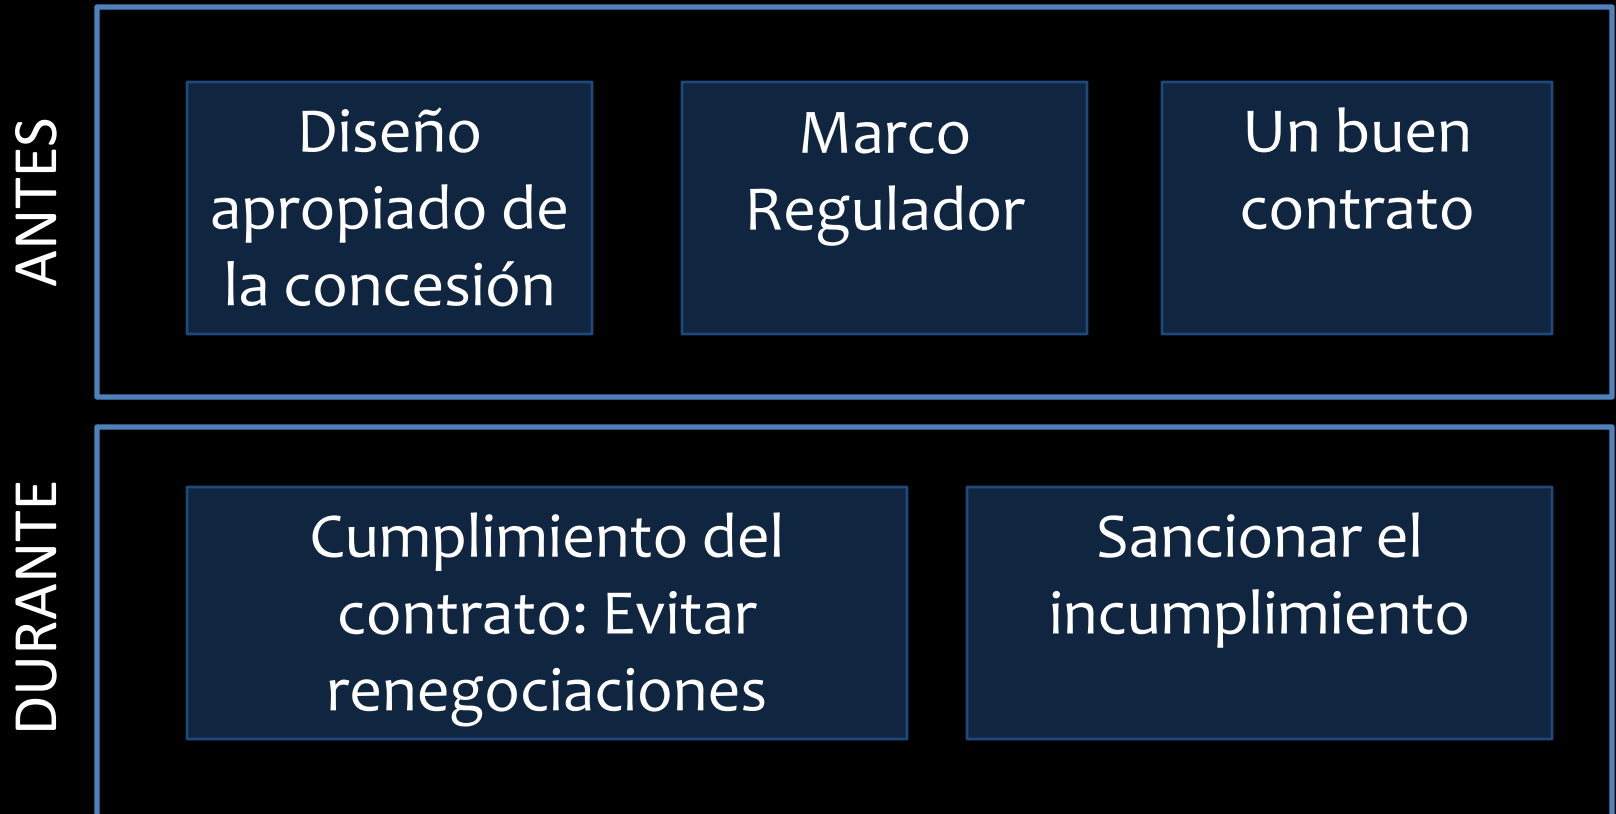 ANTES
Diseño
apropiado de
la concesión
Marco
Regulador
Un buen
contrato
DURANTE
Cumplimiento del
contrato: Evitar
renegociaciones
Sancionar el
incumplimiento